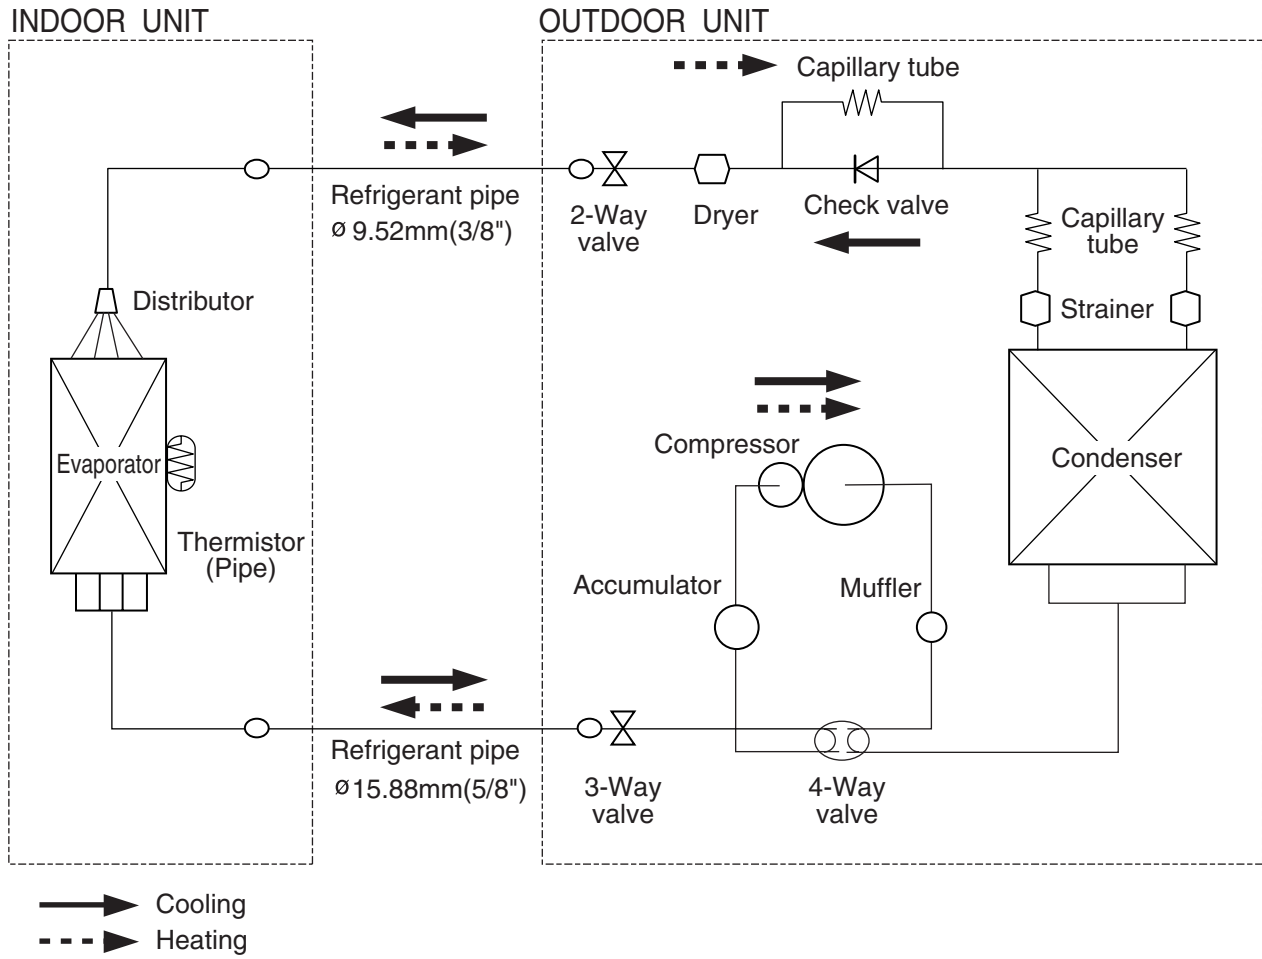 INDOOR UNIT
OUTDOOR UNIT
Capillary tube
Refrigerant pipe
ø 9.52mm(3/8")
2-Way
valve
Dryer
Check valve
Capillary
tube
Distributor
Strainer
Compressor
Evaporator
Condenser
Thermistor
(Pipe)
Accumulator
Muffler
Refrigerant pipe
ø 15.88mm(5/8")
3-Way
valve
4-Way
valve
Cooling
Heating